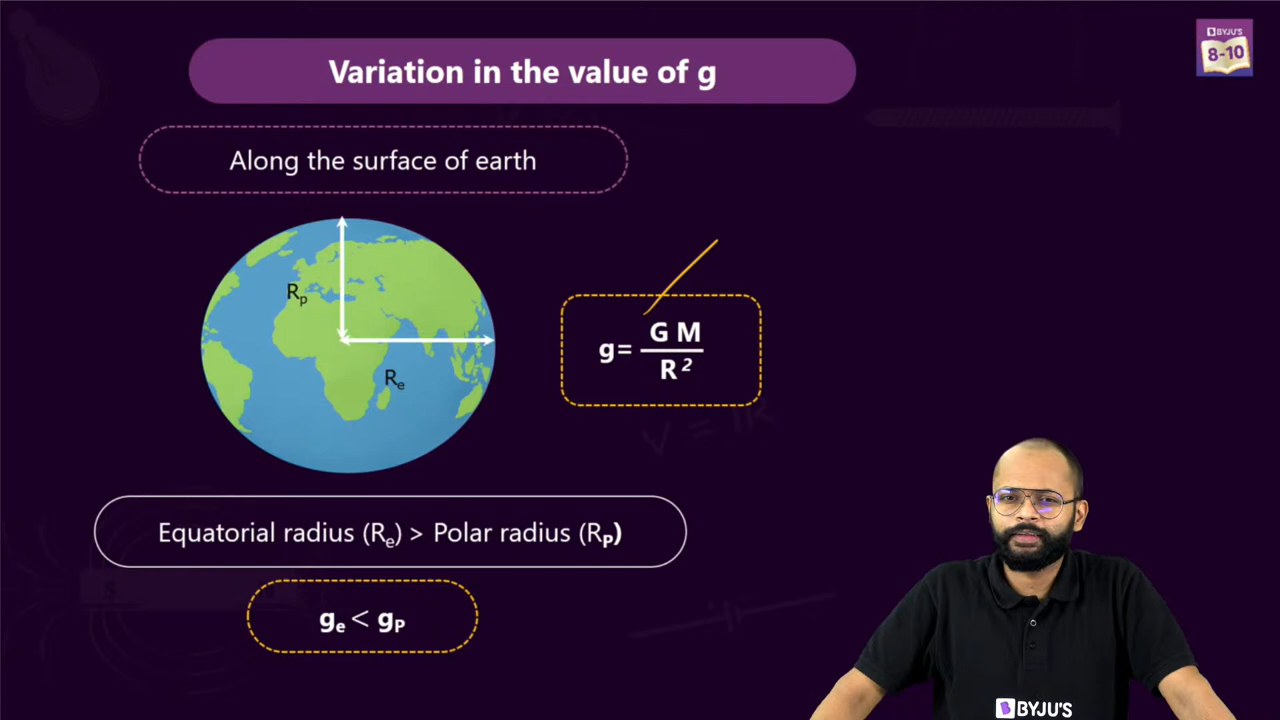 Variation in the value of g
BYJU'S
8-10
Along the surface of earth
Rp
Re
g= G M
R²
V = IR
Equatorial radius (Re) > Polar radius (RP)
S
ge < gP
BYJU'S